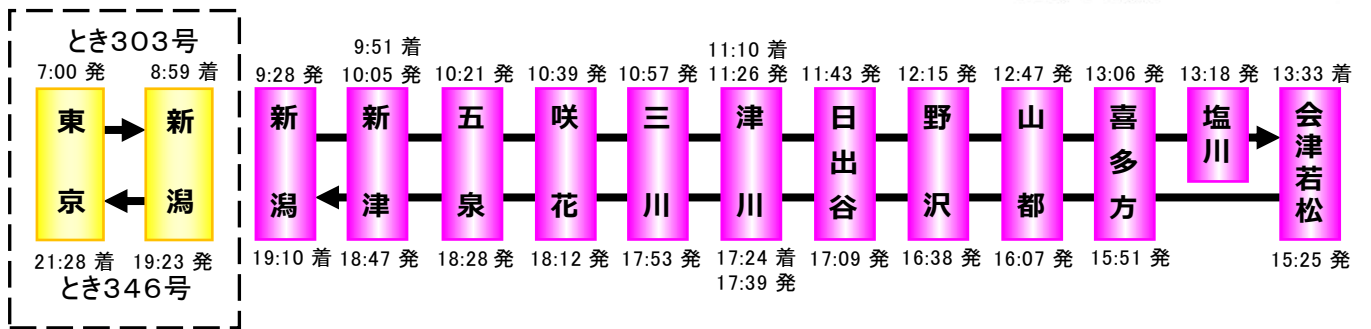 とき303号
7:00 発
8:59 着
東京
新潟
21:28 着
19:23 発
とき346号
9:51 着
11:10 着
9:28 発
10:05 発
10:21 発
10:39 発
10:57 発
11:26 発
11:43 発
12:15 発
12:47 発
13:06 発
13:18 発
13:33 着
新潟
新津
五泉
咲花
三川
津川
日出谷
野沢
山都
喜多方
塩川
会津若松
19:10 着
18:47 発
18:28 発
18:12 発
17:53 発
17:24 着
17:09 発
16:38 発
16:07 発
15:51 発
15:25 発
17:39 発